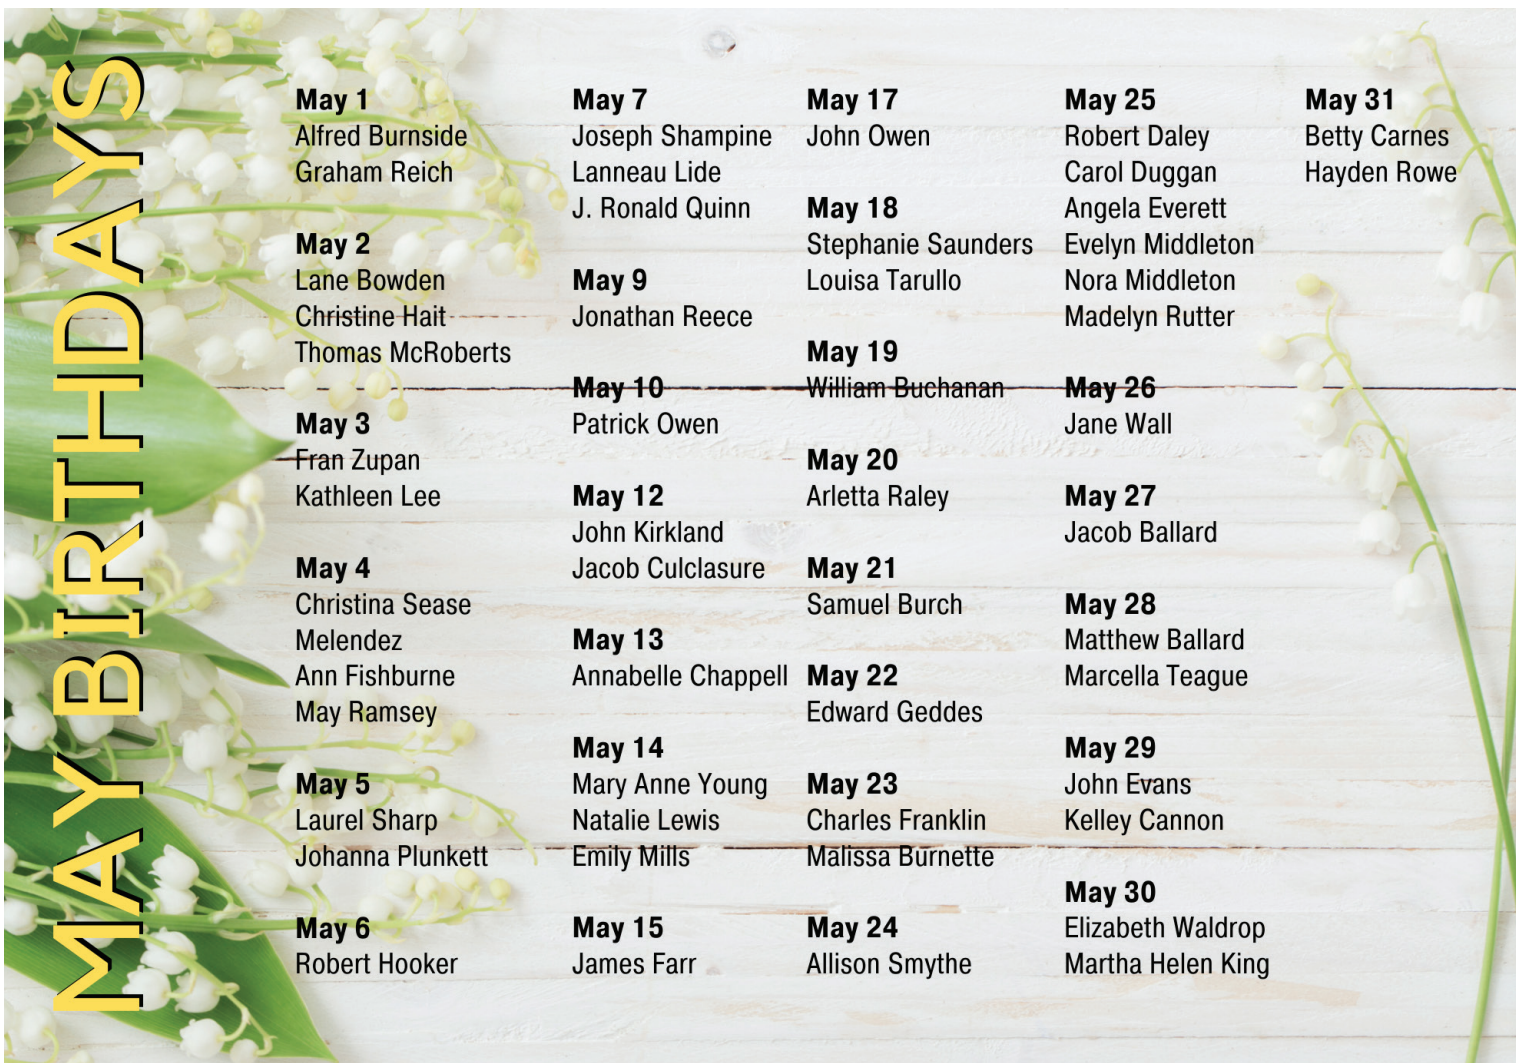 MAY BIRTHDAYS
May 1
Alfred Burnside
Graham Reich
May 2
Lane Bowden
Christine Hait
Thomas McRoberts
May 3
Fran Zupan
Kathleen Lee
May 4
Christina Sease
Melendez
Ann Fishburne
May Ramsey
May 5
Laurel Sharp
Johanna Plunkett
May 6
Robert Hooker
May 7
Joseph Shampine
Lanneau Lide
J. Ronald Quinn
May 9
Jonathan Reece
May 10
Patrick Owen
May 12
John Kirkland
Jacob Culclasure
May 13
Annabelle Chappell
May 14
Mary Anne Young
Natalie Lewis
Emily Mills
May 15
James Farr
May 17
John Owen
May 18
Stephanie Saunders
Louisa Tarullo
May 19
William Buchanan
May 20
Arletta Raley
May 21
Samuel Burch
May 22
Edward Geddes
May 23
Charles Franklin
Malissa Burnette
May 24
Allison Smythe
May 25
Robert Daley
Carol Duggan
Angela Everett
Evelyn Middleton
Nora Middleton
Madelyn Rutter
May 26
Jane Wall
May 27
Jacob Ballard
May 28
Matthew Ballard
Marcella Teague
May 29
John Evans
Kelley Cannon
May 30
Elizabeth Waldrop
Martha Helen King
May 31
Betty Carnes
Hayden Rowe